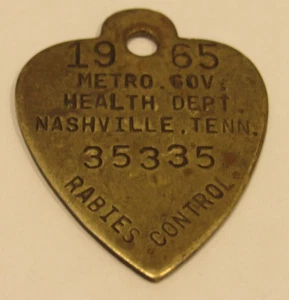 19 65
METRO. GOV.
HEALTH DEPT.
NASHVILLE, TENN.
35335
RABIES CONTROL